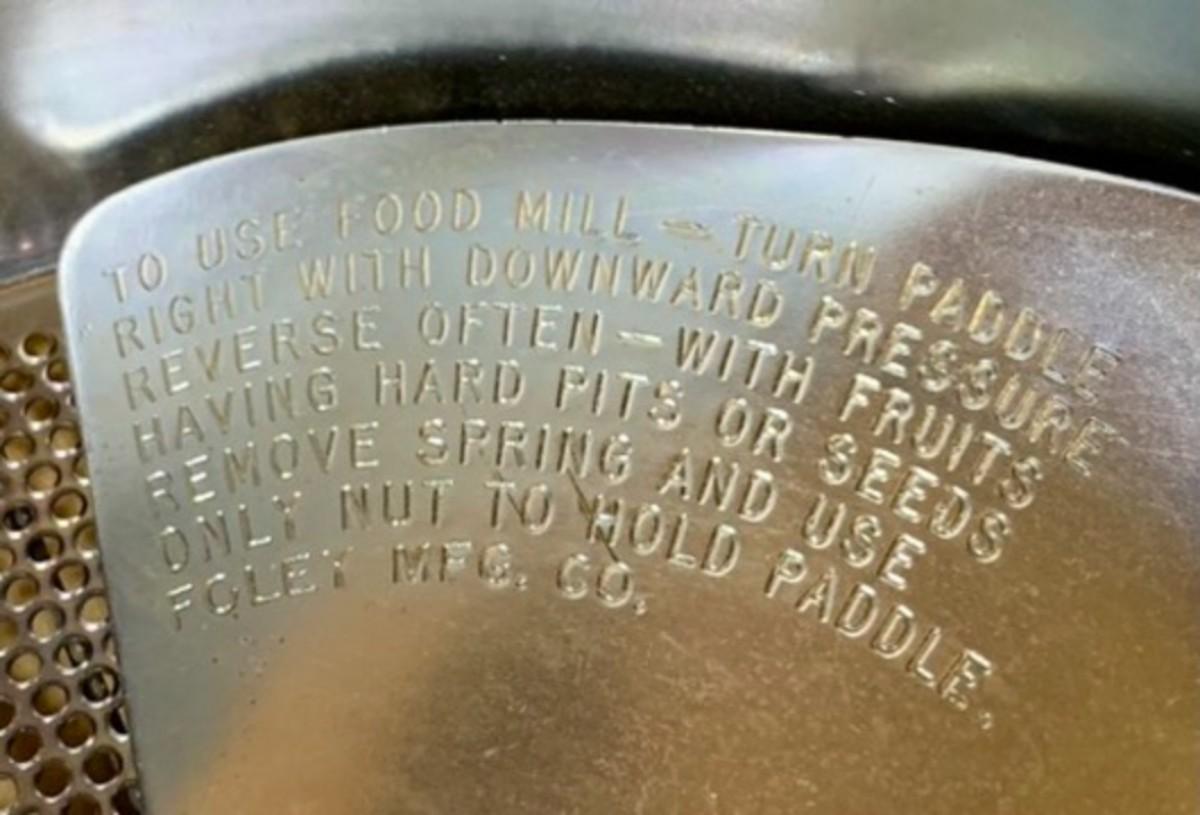 TO USE FOOD MILL — TURN PADDLE
RIGHT WITH DOWNWARD PRESSURE
REVERSE OFTEN — WITH FRUITS
HAVING HARD PITS OR SEEDS
REMOVE SPRING AND USE
ONLY NUT TO HOLD PADDLE.
FOLEY MFG. CO.